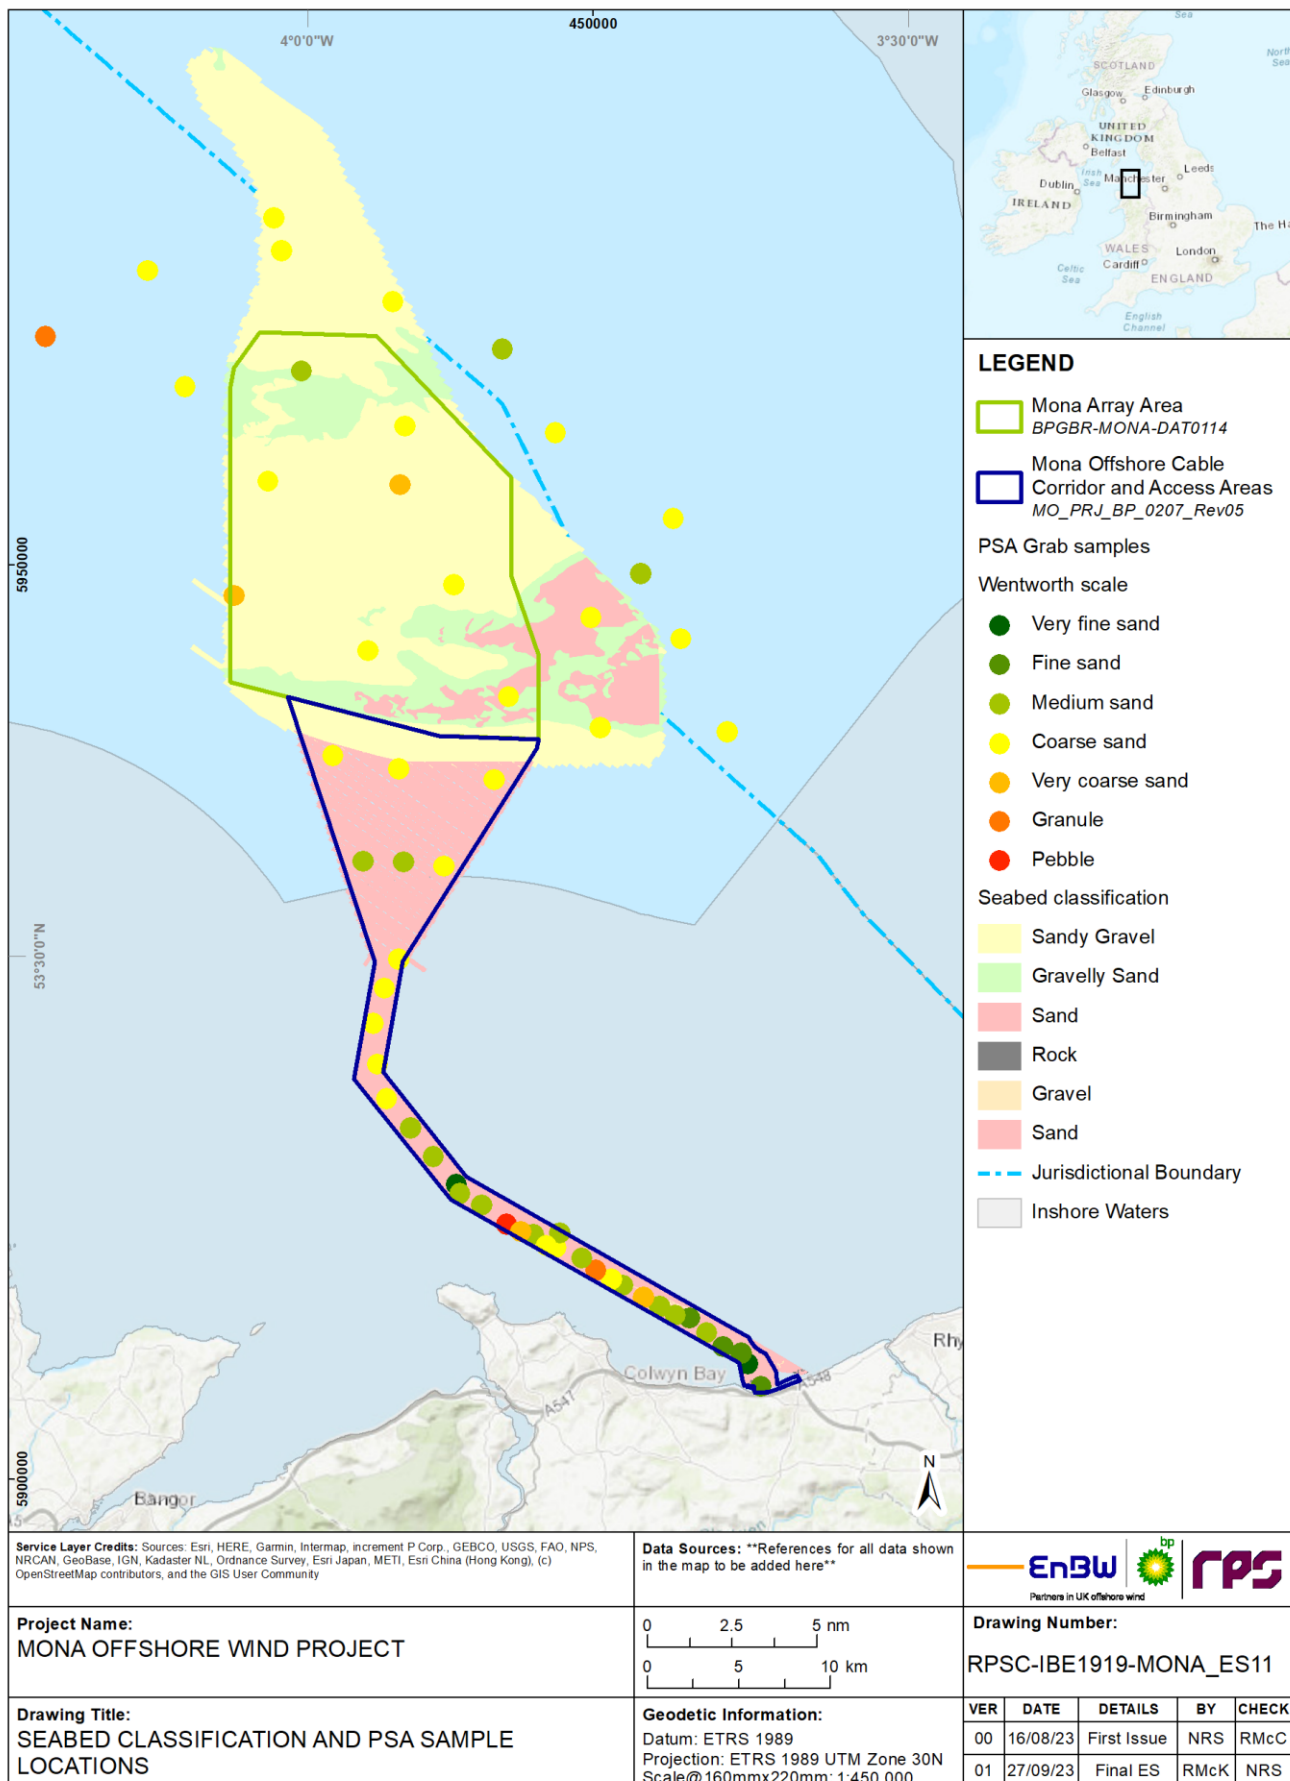 450000
4°0'0"W
3°30'0"W
5950000
53°30'0"N
5900000
Colwyn Bay
A547
A548
Bangor
Rhy
N
Sea
North
Sea
SCOTLAND
Glasgow
Edinburgh
UNITED
KINGDOM
Belfast
Irish
Sea
Dublin
Manchester
Leeds
IRELAND
Birmingham
The Ha
WALES
London
Cardiff
Celtic
Sea
ENGLAND
English
Channel
LEGEND
Mona Array Area
BPGBR-MONA-DAT0114
Mona Offshore Cable
Corridor and Access Areas
MO_PRJ_BP_0207_Rev05
PSA Grab samples
Wentworth scale
Very fine sand
Fine sand
Medium sand
Coarse sand
Very coarse sand
Granule
Pebble
Seabed classification
Sandy Gravel
Gravelly Sand
Sand
Rock
Gravel
Sand
Jurisdictional Boundary
Inshore Waters
Service Layer Credits: Sources: Esri, HERE, Garmin, Intermap, increment P Corp., GEBCO, USGS, FAO, NPS,
NRCAN, GeoBase, IGN, Kadaster NL, Ordnance Survey, Esri Japan, METI, Esri China (Hong Kong), (c)
OpenStreetMap contributors, and the GIS User Community
Data Sources: **References for all data shown
in the map to be added here**
EnBW
bp
rps
Partners in UK offshore wind
Project Name:
MONA OFFSHORE WIND PROJECT
0 2.5 5 nm
0 5 10 km
Drawing Number:
RPSC-IBE1919-MONA_ES11
Drawing Title:
SEABED CLASSIFICATION AND PSA SAMPLE
LOCATIONS
Geodetic Information:
Datum: ETRS 1989
Projection: ETRS 1989 UTM Zone 30N
Scale@160mmx220mm: 1:450,000
VER DATE DETAILS BY CHECK
00 16/08/23 First Issue NRS RMcC
01 27/09/23 Final ES RMcK NRS